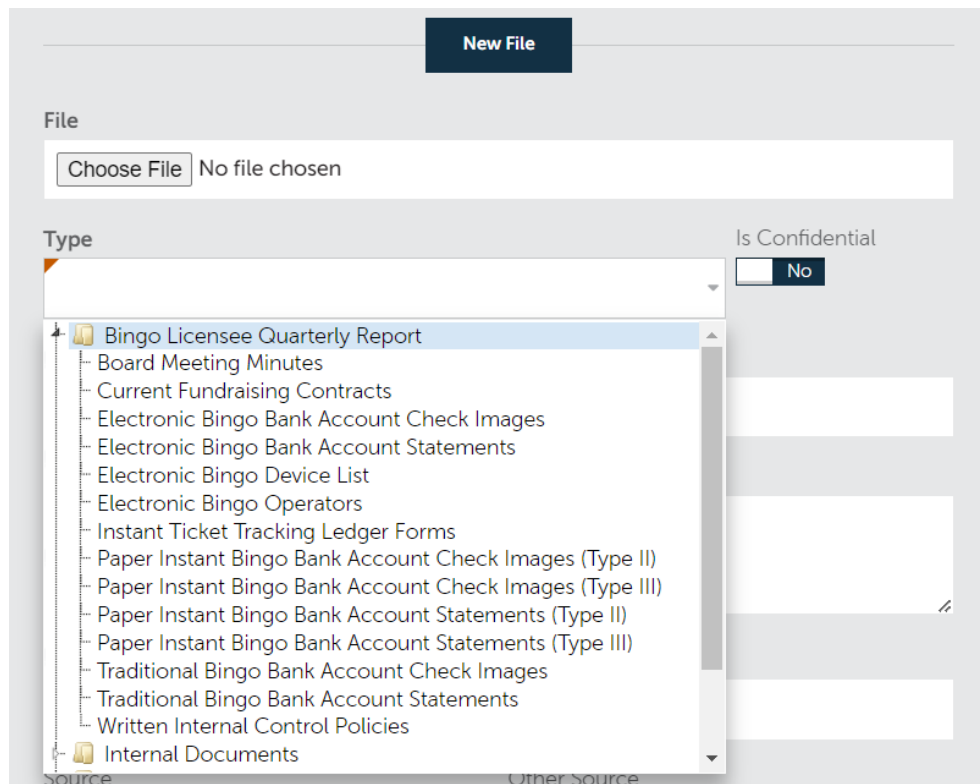 New File
File
Choose File No file chosen
Type
Is Confidential
No
Bingo Licensee Quarterly Report
Board Meeting Minutes
Current Fundraising Contracts
Electronic Bingo Bank Account Check Images
Electronic Bingo Bank Account Statements
Electronic Bingo Device List
Electronic Bingo Operators
Instant Ticket Tracking Ledger Forms
Paper Instant Bingo Bank Account Check Images (Type II)
Paper Instant Bingo Bank Account Check Images (Type III)
Paper Instant Bingo Bank Account Statements (Type II)
Paper Instant Bingo Bank Account Statements (Type III)
Traditional Bingo Bank Account Check Images
Traditional Bingo Bank Account Statements
Written Internal Control Policies
Internal Documents
Source
Other Source